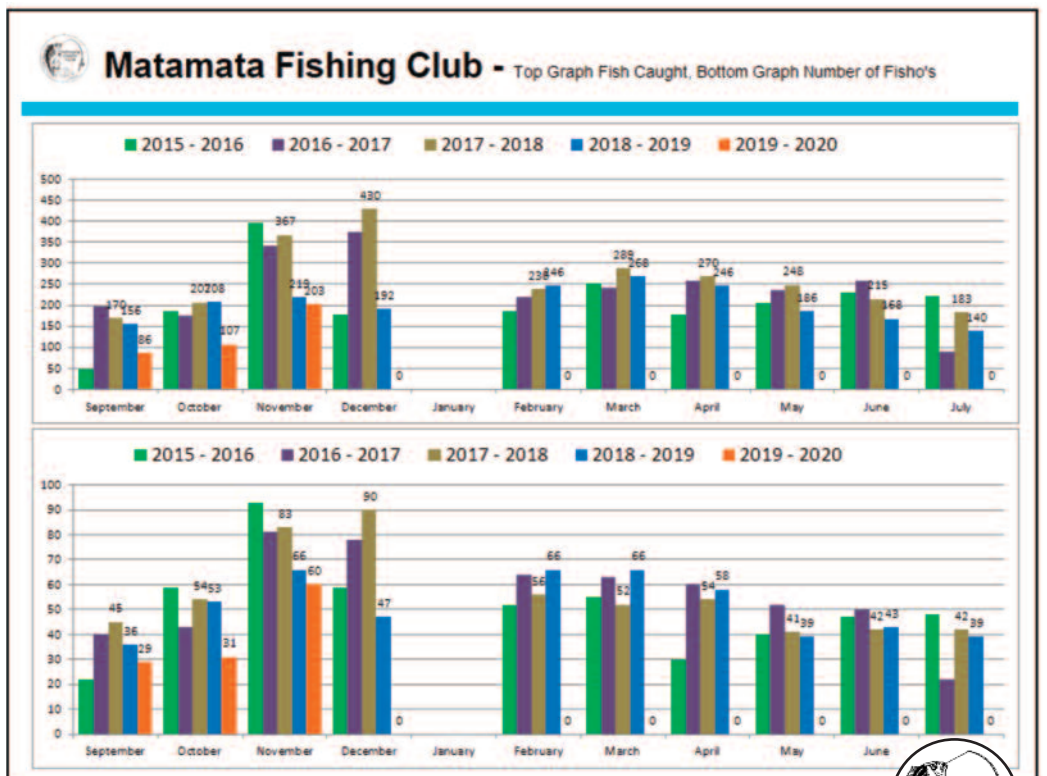 Matamata Fishing Club - Top Graph Fish Caught, Bottom Graph Number of Fisho's
2015 - 2016 2016 - 2017 2017 - 2018 2018 - 2019 2019 - 2020
500
450
400
350
300
250
200
150
100
50
0
170 156 86
207 208 107
367 219 203
430 192 0
238 246 0
289 268 0
270 246 0
248 186 0
215 168 0
183 140 0
September October November December January February March April May June July
2015 - 2016 2016 - 2017 2017 - 2018 2018 - 2019 2019 - 2020
100
90
80
70
60
50
40
30
20
10
0
45 36 29
54 53 31
83 66 60
90 47 0
56 66 0
52 66 0
54 58 0
41 39 0
42 43 0
42 39 0
September October November December January February March April May June